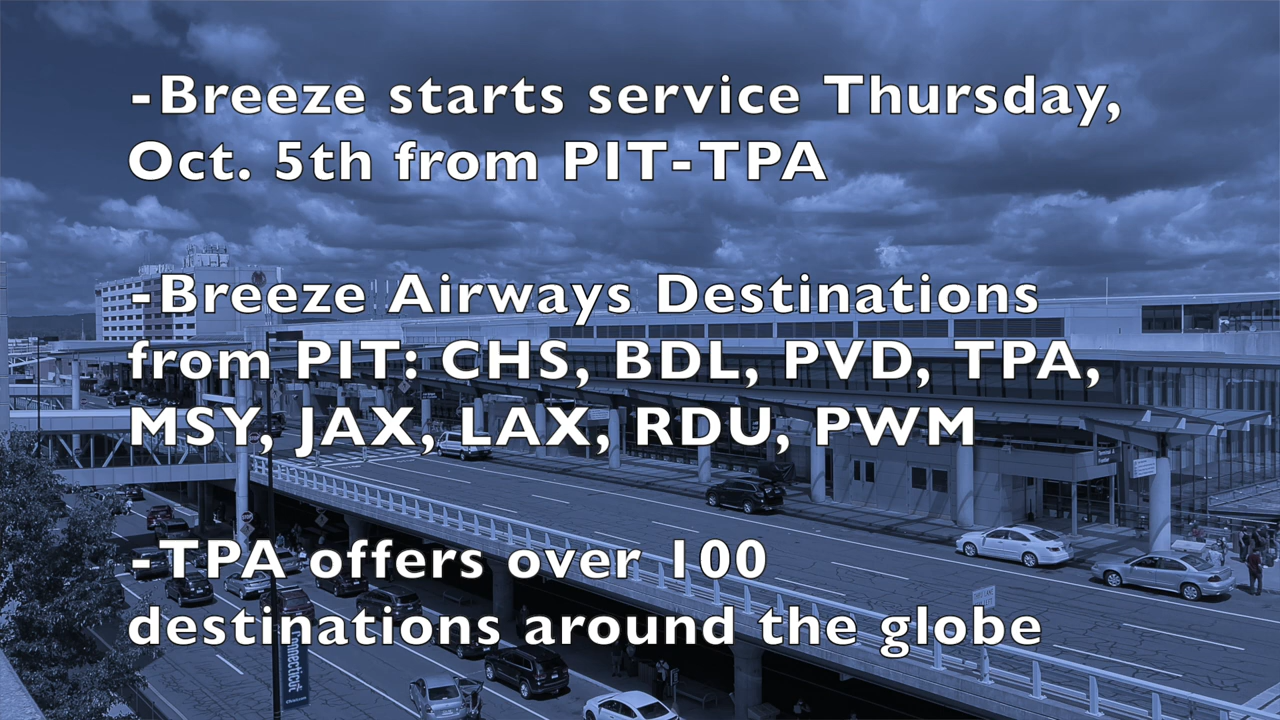 -Breeze starts service Thursday,
Oct. 5th from PIT-TPA
-Breeze Airways Destinations
from PIT: CHS, BDL, PVD, TPA,
MSY, JAX, LAX, RDU, PWM
-TPA offers over 100
destinations around the globe
Connecticut